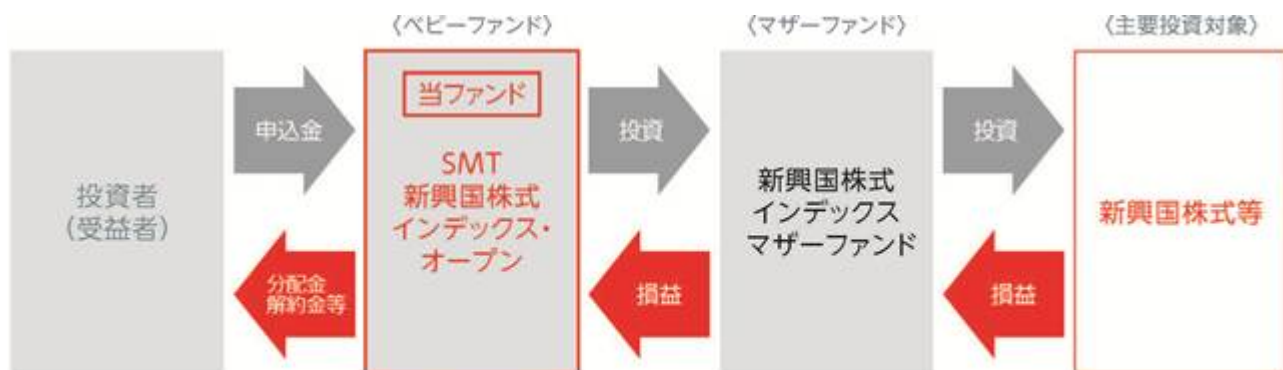 〈ベビーファンド〉
〈マザーファンド〉
〈主要投資対象〉
投資者
（受益者）
申込金
分配金
解約金等
当ファンド
SMT
新興国株式
インデックス・
オープン
投資
損益
新興国株式
インデックス
マザーファンド
投資
損益
新興国株式等